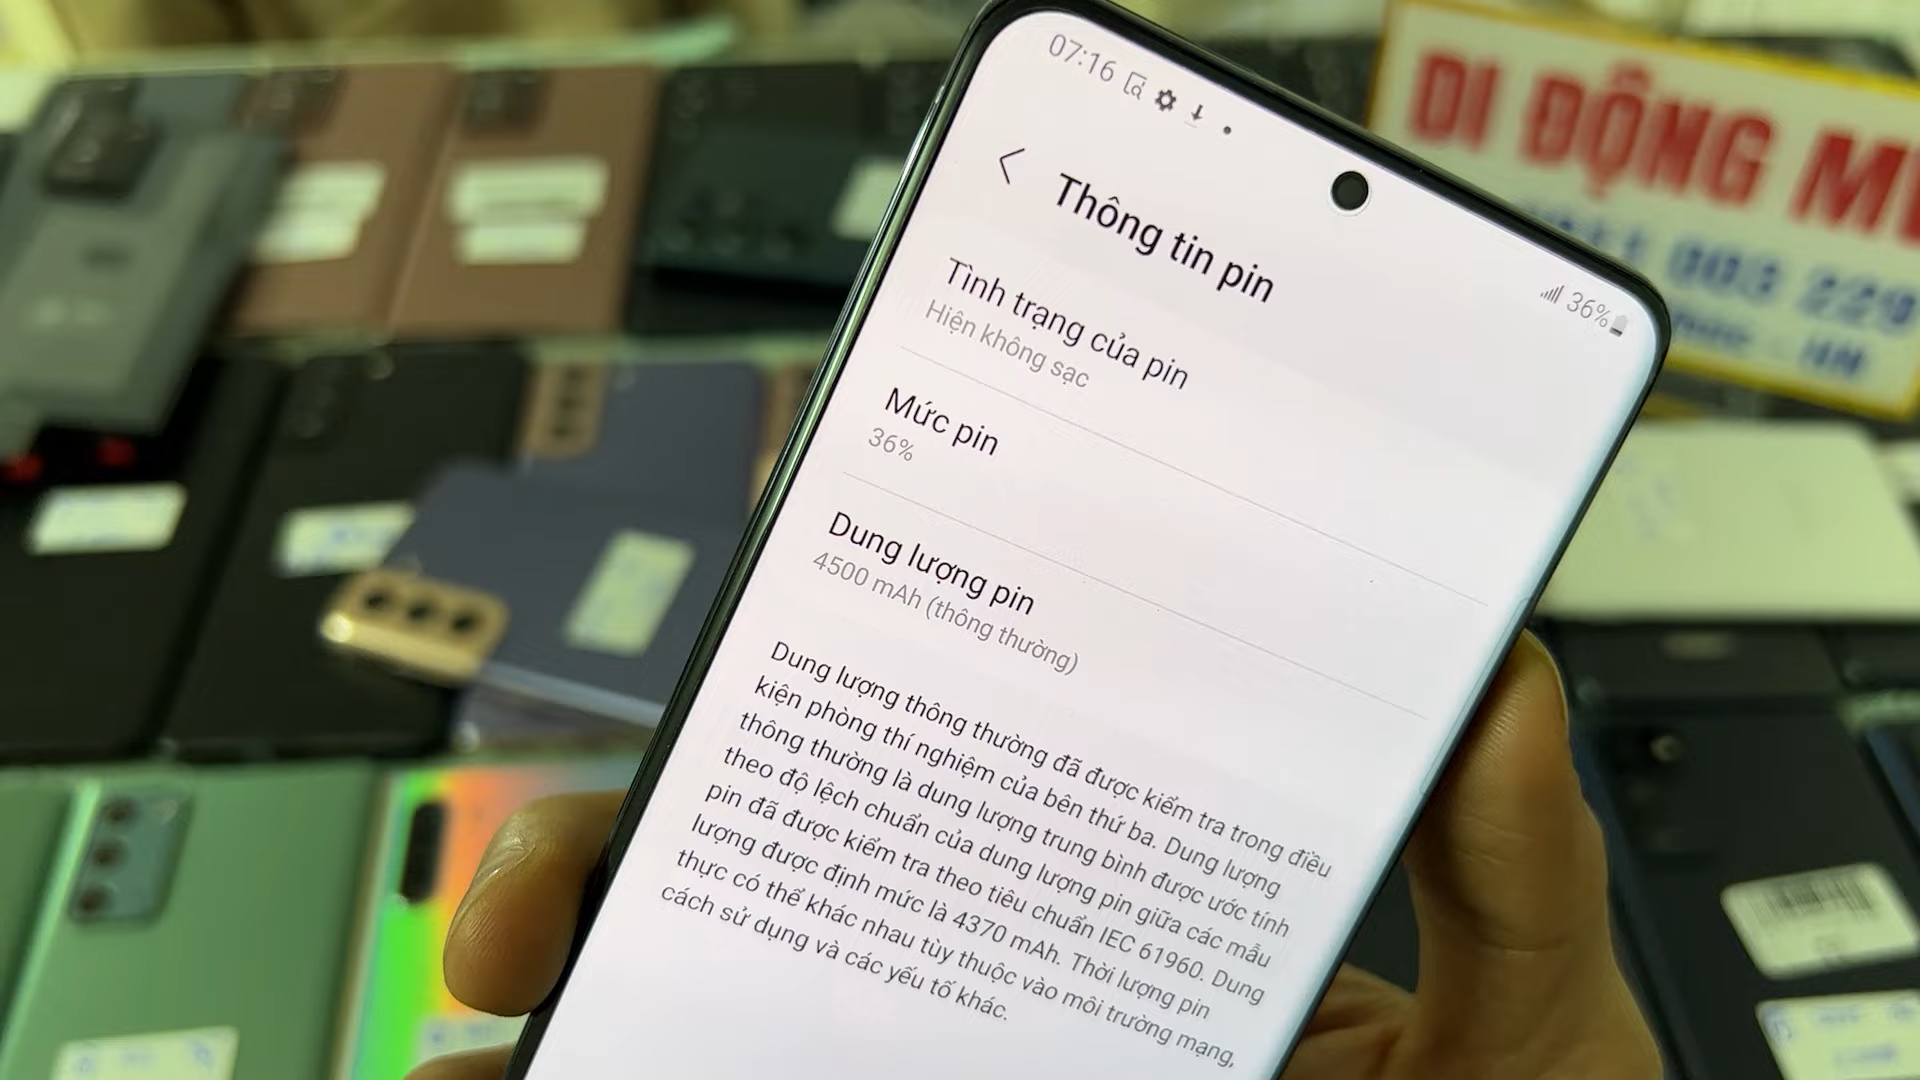 07:16
36%
Thông tin pin
Tình trạng của pin
Hiện không sạc
Mức pin
36%
Dung lượng pin
4500 mAh (thông thường)
Dung lượng thông thường đã được kiểm tra trong điều
kiện phòng thí nghiệm của bên thứ ba. Dung lượng
thông thường là dung lượng trung bình được ước tính
theo độ lệch chuẩn của dung lượng pin giữa các mẫu
pin đã được kiểm tra theo tiêu chuẩn IEC 61960. Dung
lượng được định mức là 4370 mAh. Thời lượng pin
thực có thể khác nhau tùy thuộc vào môi trường mạng,
cách sử dụng và các yếu tố khác.
DI ĐỘNG
003 229